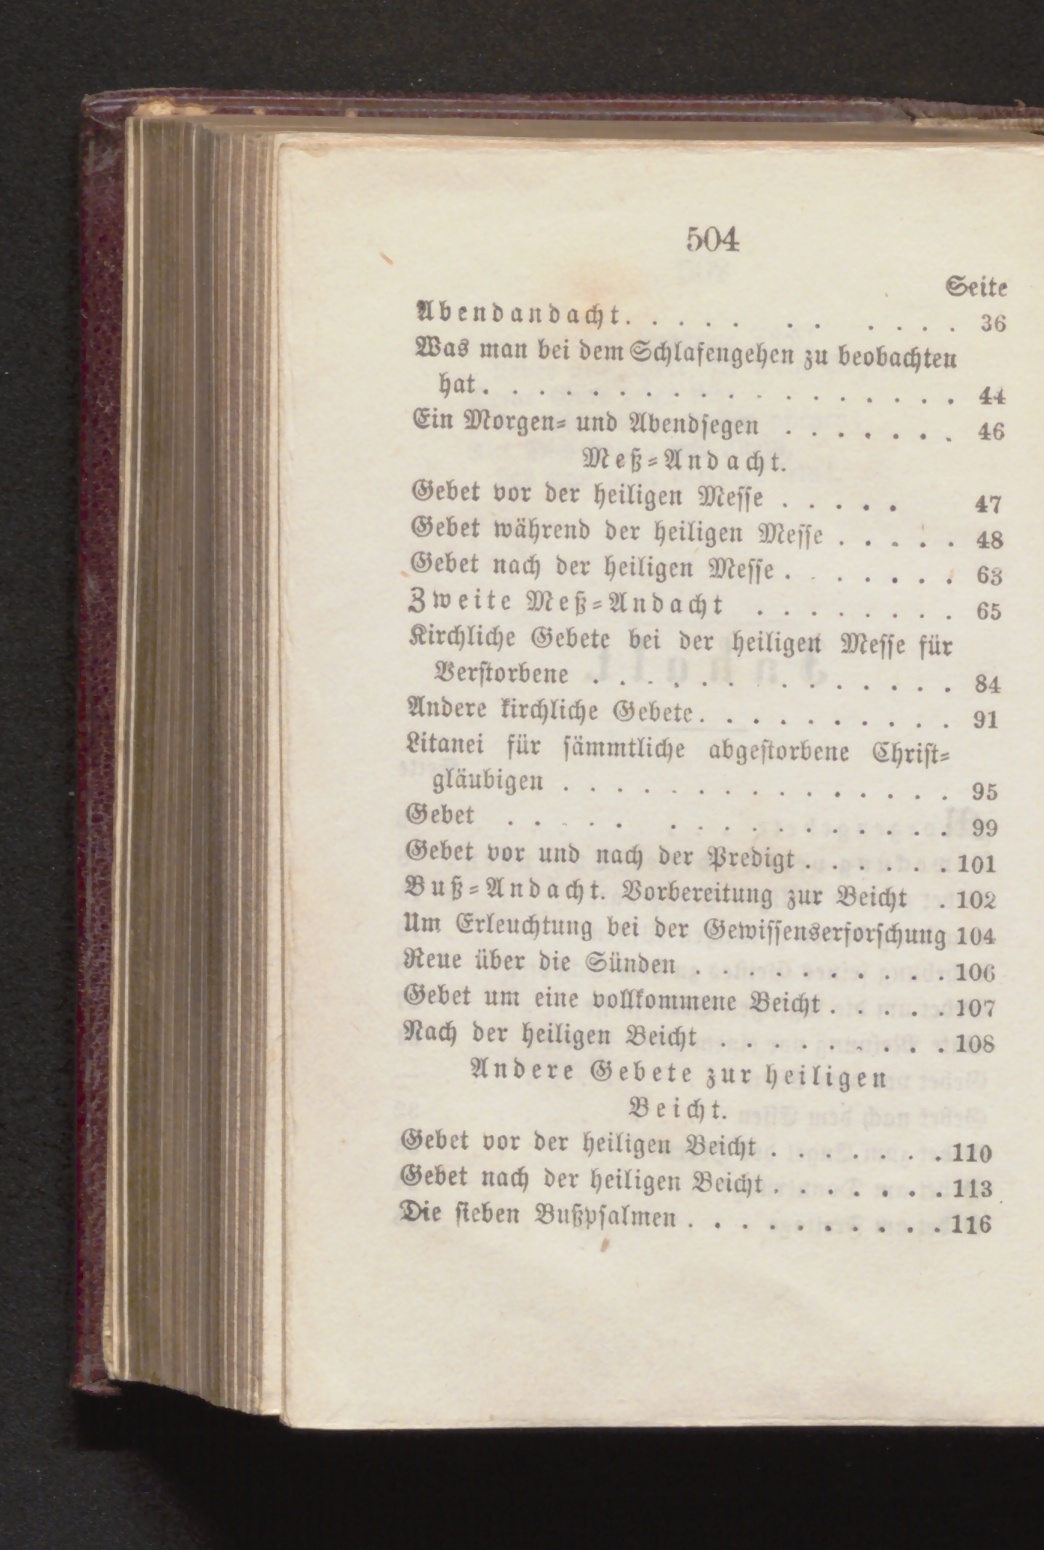 504
Seite
Abendandacht. . . . . . . . . . . 36
Was man bei dem Schlafengehen zu beobachten
hat. . . . . . . . . . . . . . . . . . 44
Ein Morgen- und Abendsegen . . . . . . . 46
Meß-Andacht.
Gebet vor der heiligen Messe . . . . . 47
Gebet während der heiligen Messe . . . . . 48
Gebet nach der heiligen Messe . . . . . . . 63
Zweite Meß-Andacht . . . . . . . . 65
Kirchliche Gebete bei der heiligen Messe für
Verstorbene . . . . . . . . . . . . . . 84
Andere kirchliche Gebete. . . . . . . . . . 91
Litanei für sämmtliche abgestorbene Christ-
gläubigen . . . . . . . . . . . . . . . 95
Gebet . . . . . . . . . . . . . . . . 99
Gebet vor und nach der Predigt . . . . . . 101
Buß-Andacht. Vorbereitung zur Beicht . 102
Um Erleuchtung bei der Gewissenserforschung 104
Reue über die Sünden . . . . . . . . . . 106
Gebet um eine vollkommene Beicht . . . . . 107
Nach der heiligen Beicht . . . . . . . . . 108
Andere Gebete zur heiligen
Beicht.
Gebet vor der heiligen Beicht . . . . . . . 110
Gebet nach der heiligen Beicht . . . . . . . 113
Die sieben Bußpsalmen . . . . . . . . . . 116